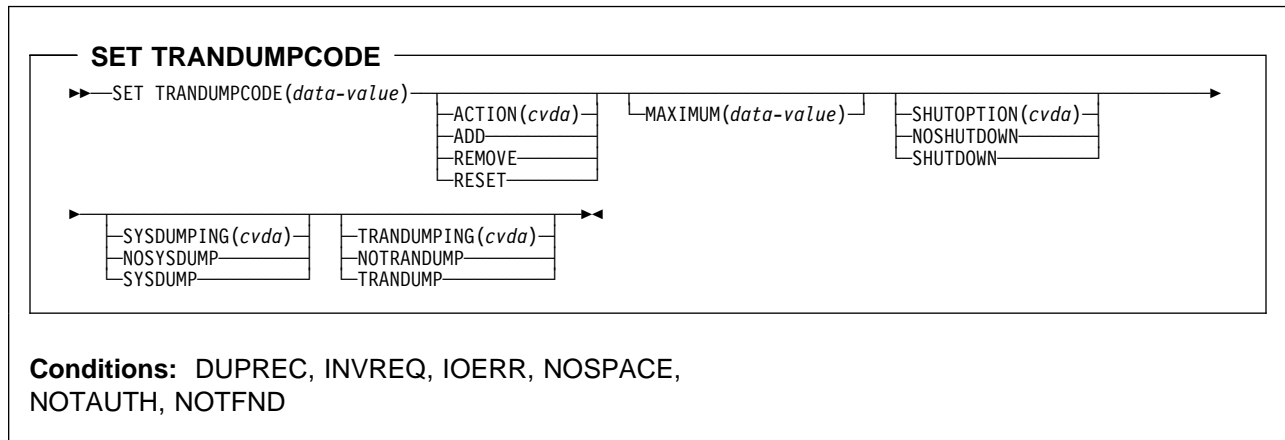 SET TRANDUMPCODE
SET TRANDUMPCODE(data-value)
ACTION(cvda) MAXIMUM(data-value) SHUTOPTION(cvda)
ADD NOSHUTDOWN
REMOVE SHUTDOWN
RESET
SYSDUMPING(cvda) TRANDUMPING(cvda)
NOSYSDUMP NOTRANDUMP
SYSDUMP TRANDUMP
Conditions: DUPREC, INVREQ, IOERR, NOSPACE,
NOTAUTH, NOTFND